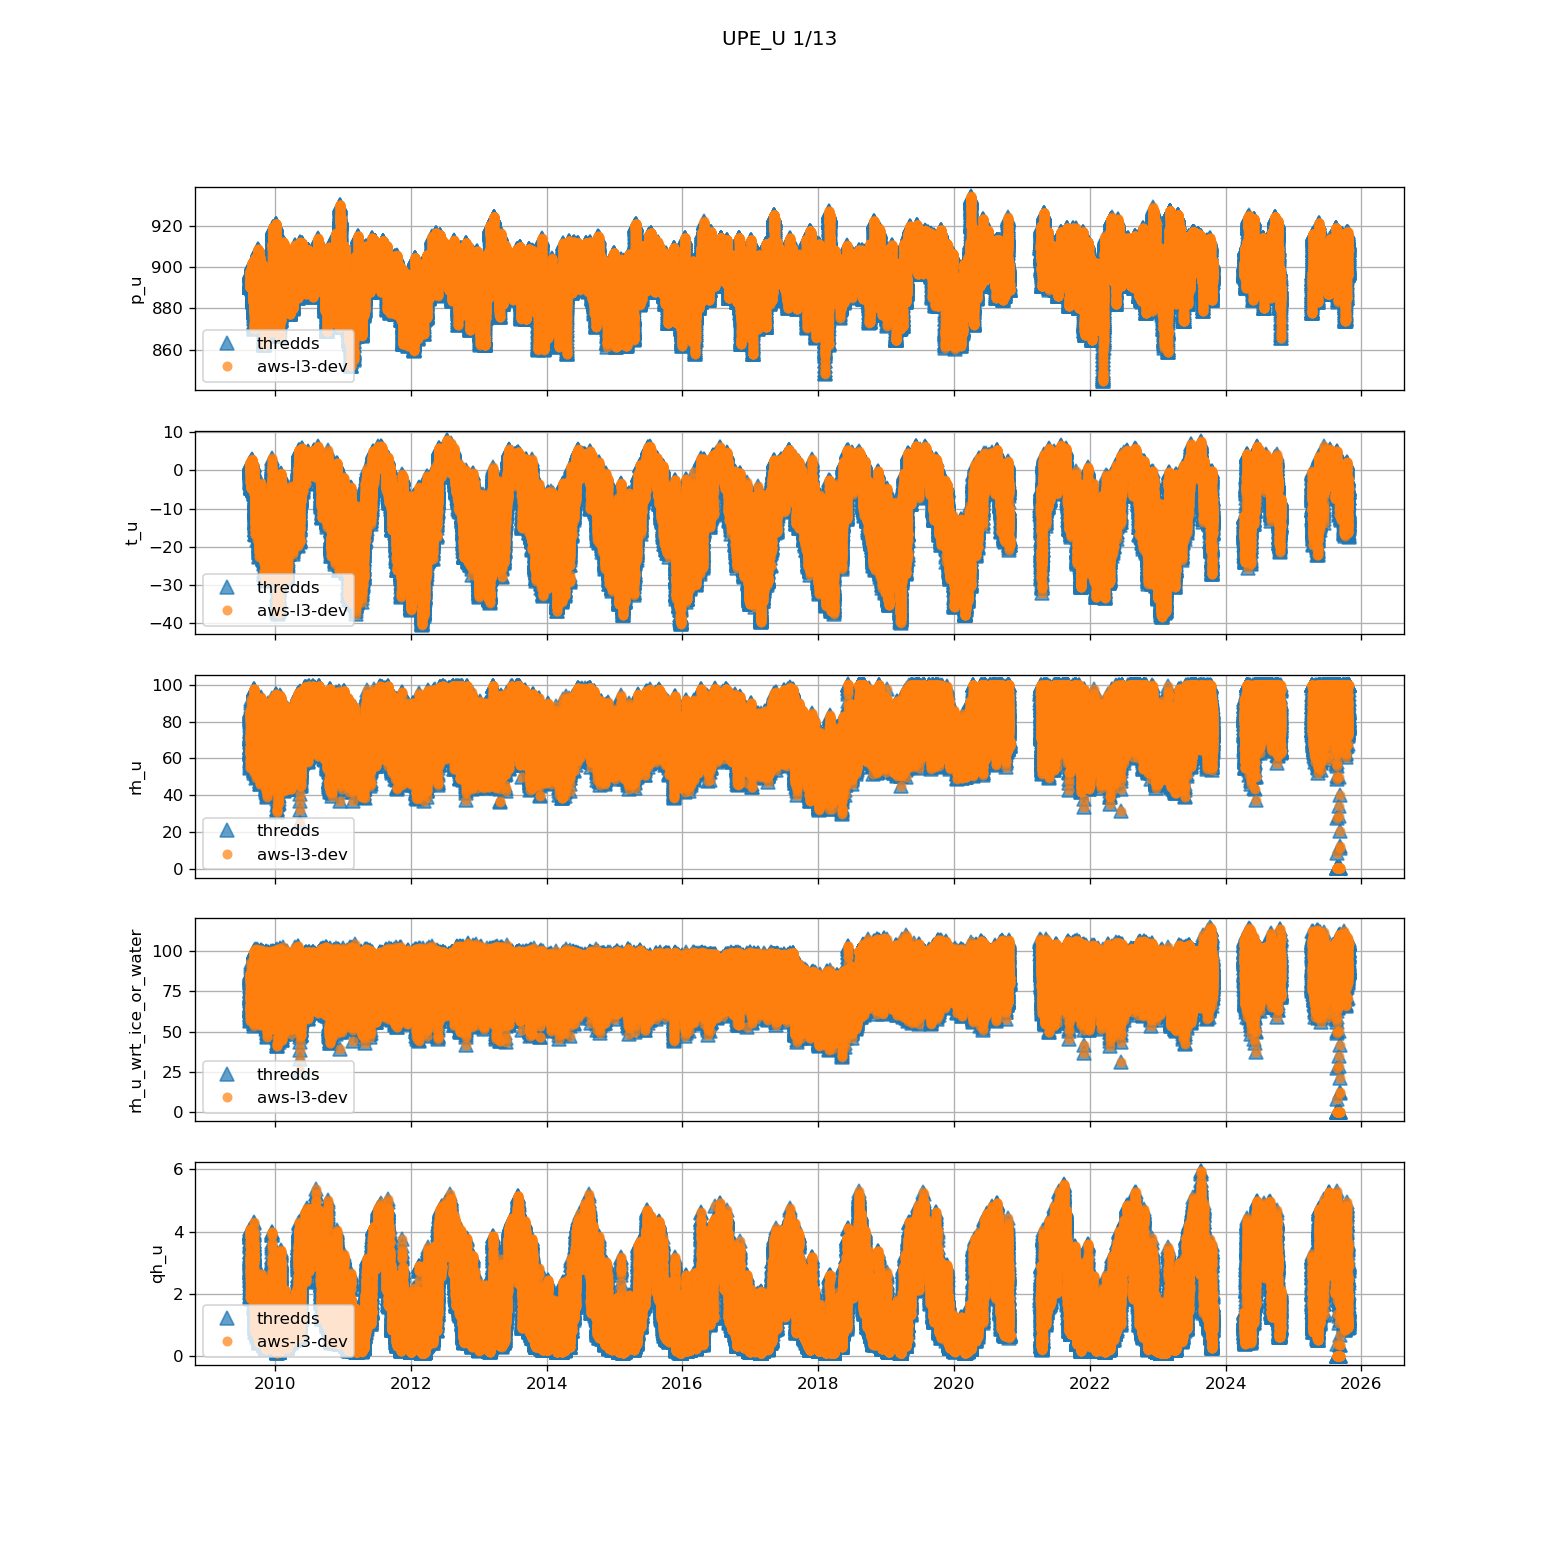 UPE_U 1/13
p_u
920
900
880
860
thredds
aws-l3-dev
t_u
10
0
−10
−20
−30
−40
thredds
aws-l3-dev
rh_u
100
80
60
40
20
0
thredds
aws-l3-dev
rh_u_wrt_ice_or_water
100
75
50
25
0
thredds
aws-l3-dev
qh_u
6
4
2
0
thredds
aws-l3-dev
2010 2012 2014 2016 2018 2020 2022 2024 2026